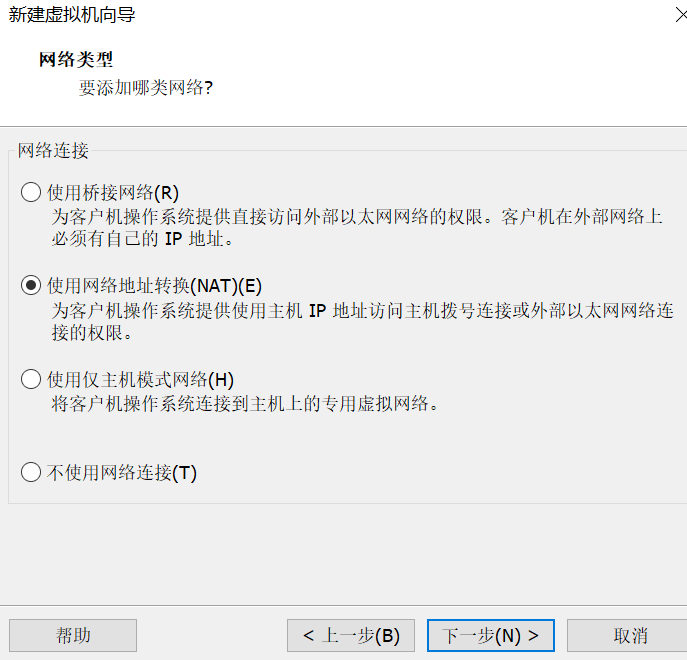 新建虚拟机向导
网络类型
要添加哪类网络?
网络连接
使用桥接网络(R)
为客户机操作系统提供直接访问外部以太网网络的权限。客户机在外部网络上
必须有自己的 IP 地址。
使用网络地址转换(NAT)(E)
为客户机操作系统提供使用主机 IP 地址访问主机拨号连接或外部以太网网络连
接的权限。
使用仅主机模式网络(H)
将客户机操作系统连接到主机上的专用虚拟网络。
不使用网络连接(T)
帮助
< 上一步(B)
下一步(N) >
取消